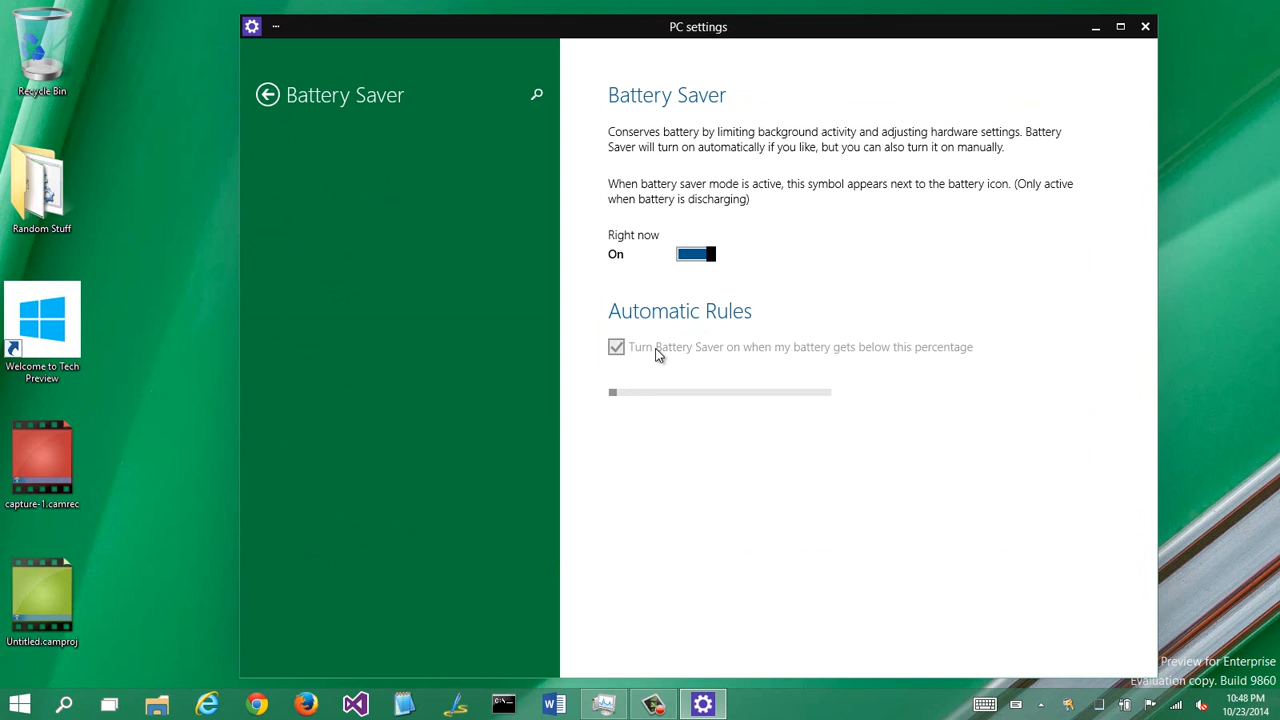 PC settings
Recycle Bin
Random Stuff
Welcome to Tech
Preview
capture-1.camrec
Untitled.camproj
Battery Saver
Battery Saver
Conserves battery by limiting background activity and adjusting hardware settings. Battery
Saver will turn on automatically if you like, but you can also turn it on manually.
When battery saver mode is active, this symbol appears next to the battery icon. (Only active
when battery is discharging)
Right now
On
Automatic Rules
Turn Battery Saver on when my battery gets below this percentage
Preview for Enterprise
Evaluation copy. Build 9860
10:48 PM
10/23/2014